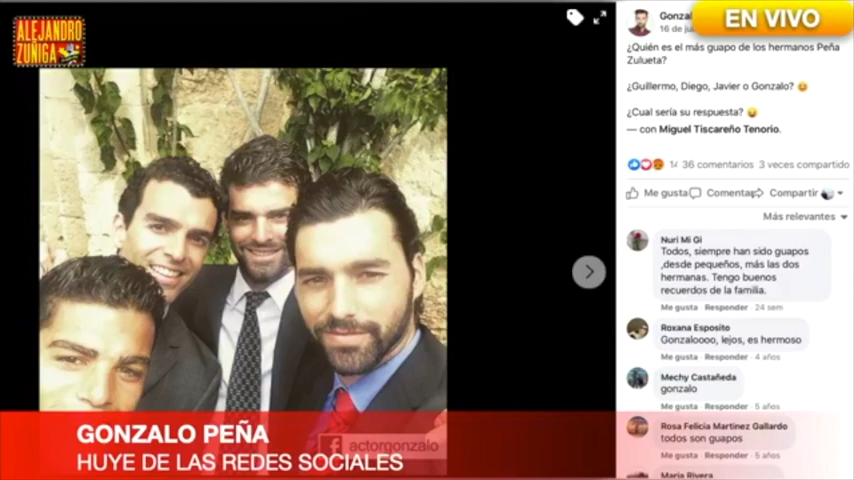 ALEJANDRO
ZUÑIGA
EN VIVO
Gonzal
16 de ju
¿Quién es el más guapo de los hermanos Peña
Zulueta?
¿Guillermo, Diego, Javier o Gonzalo?
¿Cual sería su respuesta?
— con Miguel Tiscareño Tenorio.
36 comentarios 3 veces compartido
Me gusta Comentar Compartir
Más relevantes
Nuri Mi Gi
Todos, siempre han sido guapos
,desde pequeños, más las dos
hermanas. Tengo buenos
recuerdos de la familia.
Me gusta · Responder · 24 sem
Roxana Esposito
Gonzaloooo, lejos, es hermoso
Me gusta · Responder · 4 años
Mechy Castañeda
gonzalo
Me gusta · Responder · 5 años
Rosa Felicia Martinez Gallardo
todos son guapos
Me gusta · Responder · 5 años
Maria Rivera
actorgonzalo
GONZALO PEÑA
HUYE DE LAS REDES SOCIALES